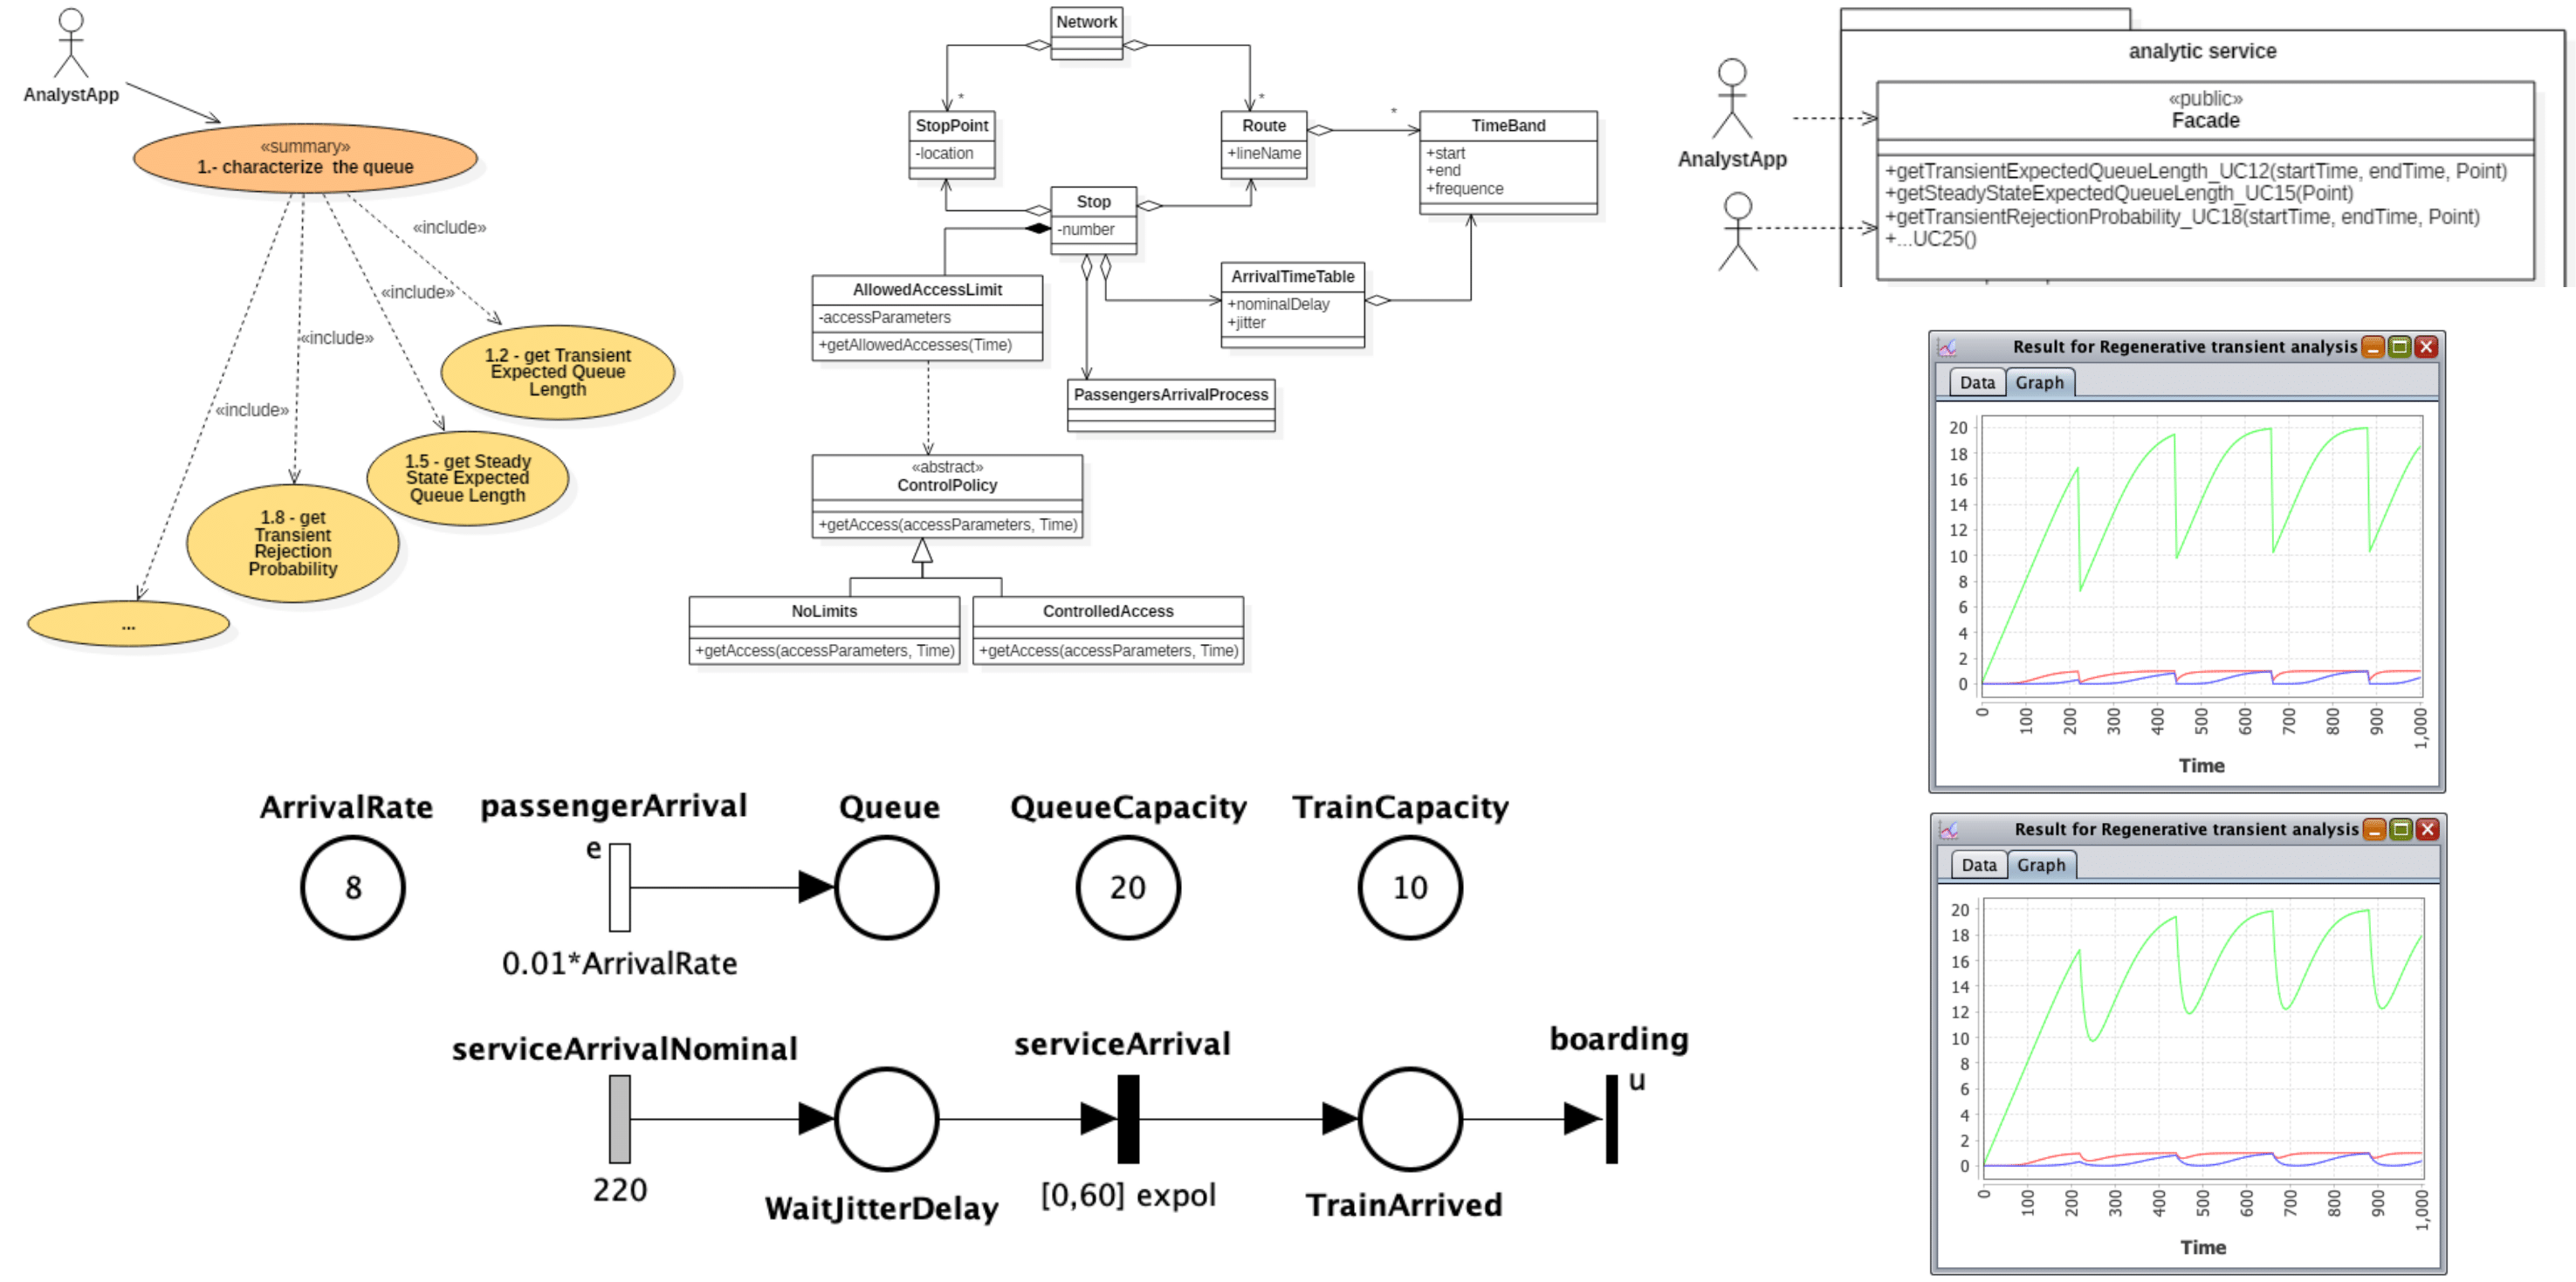 AnalystApp
«summary»
1.- characterize the queue
«include»
«include»
«include»
«include»
1.2 - get Transient
Expected Queue
Length
1.5 - get Steady
State Expected
Queue Length
1.8 - get
Transient
Rejection
Probability
...
Network
*
*
StopPoint
-location
Route
+lineName
*
TimeBand
+start
+end
+frequence
Stop
-number
AllowedAccessLimit
-accessParameters
+getAllowedAccesses(Time)
ArrivalTimeTable
+nominalDelay
+jitter
PassengersArrivalProcess
«abstract»
ControlPolicy
+getAccess(accessParameters, Time)
NoLimits
+getAccess(accessParameters, Time)
ControlledAccess
+getAccess(accessParameters, Time)
analytic service
AnalystApp
«public»
Facade
+getTransientExpectedQueueLength_UC12(startTime, endTime, Point)
+getSteadyStateExpectedQueueLength_UC15(Point)
+getTransientRejectionProbability_UC18(startTime, endTime, Point)
+...UC25()
Result for Regenerative transient analysis
Data Graph
20
18
16
14
12
10
8
6
4
2
0
0 100 200 300 400 500 600 700 800 900 1,000
Time
Result for Regenerative transient analysis
Data Graph
20
18
16
14
12
10
8
6
4
2
0
0 100 200 300 400 500 600 700 800 900 1,000
Time
ArrivalRate passengerArrival Queue QueueCapacity TrainCapacity
e
8 20 10
0.01*ArrivalRate
serviceArrivalNominal serviceArrival boarding
u
220 WaitJitterDelay [0,60] expol TrainArrived